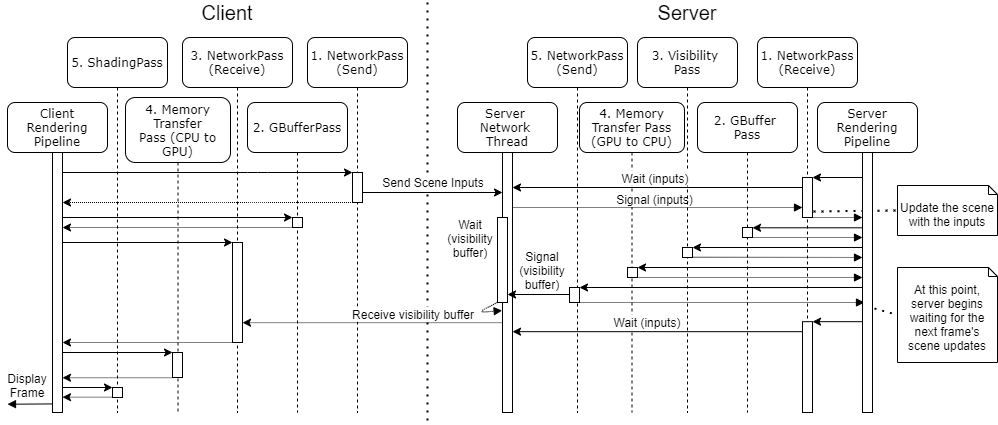 Client
Server
5. ShadingPass
3. NetworkPass
(Receive)
1. NetworkPass
(Send)
5. NetworkPass
(Send)
3. Visibility
Pass
1. NetworkPass
(Receive)
Client
Rendering
Pipeline
4. Memory
Transfer
Pass (CPU to
GPU)
2. GBufferPass
Server
Network
Thread
4. Memory
Transfer Pass
(GPU to CPU)
2. GBuffer
Pass
Server
Rendering
Pipeline
Send Scene Inputs
Wait (inputs)
Signal (inputs)
Update the scene
with the inputs
Wait
(visibility
buffer)
Signal
(visibility
buffer)
At this point,
server begins
waiting for the
next frame's
scene updates
Receive visibility buffer
Wait (inputs)
Display
Frame